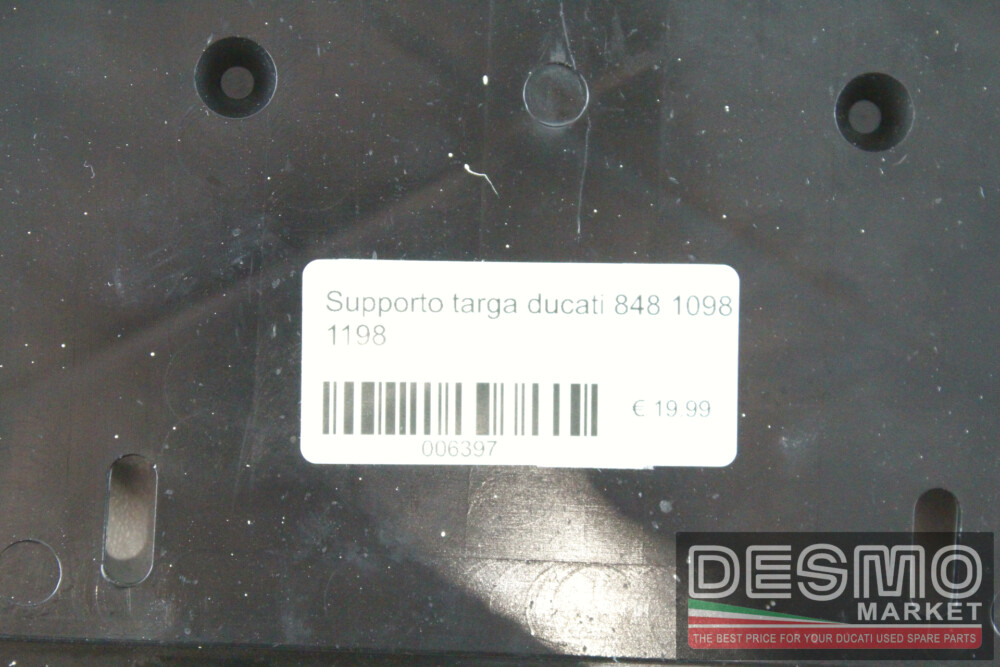 Supporto targa ducati 848 1098
1198
€ 19.99
006397
DESMO
MARKET
THE BEST PRICE FOR YOUR DUCATI USED SPARE PARTS